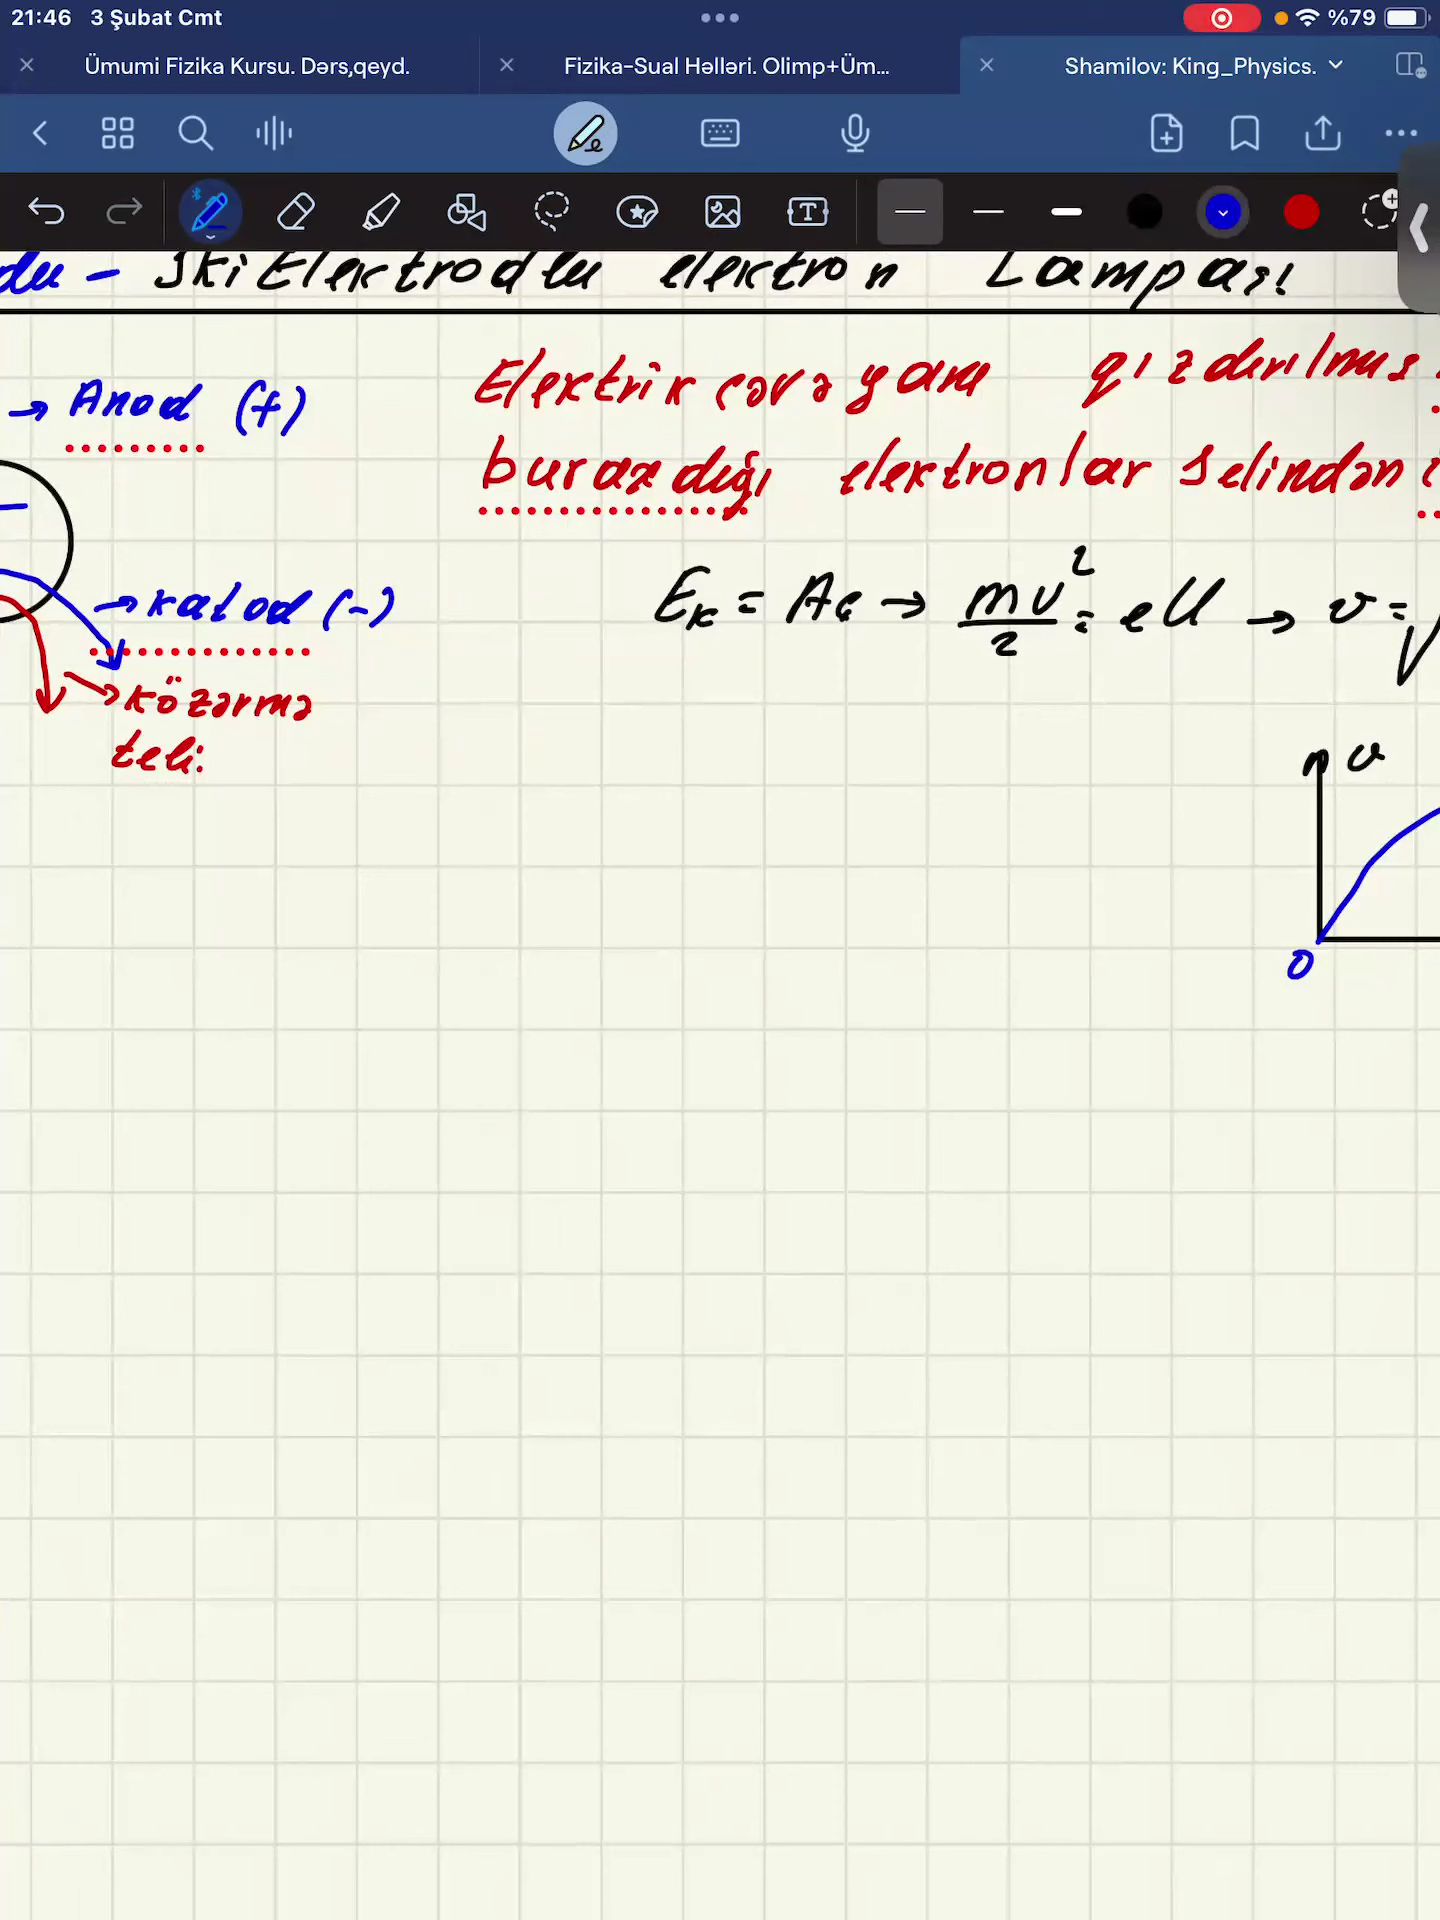 21:46 3 Şubat Cmt %79
Ümumi Fizika Kursu. Dərs,qeyd. Fizika-Sual Həlləri. Olimp+Üm... Shamilov: King_Physics.
du - İkiElektrodlu elektron Lampası
→ Anod (+)
Elektrik cərəyanı qızdırılmış
buraxdığı elektronlar selindən
Eₖ = Ae → mv²/2 = eU → v = √
→ katod (-)
→ közərmə
teli:
v
0